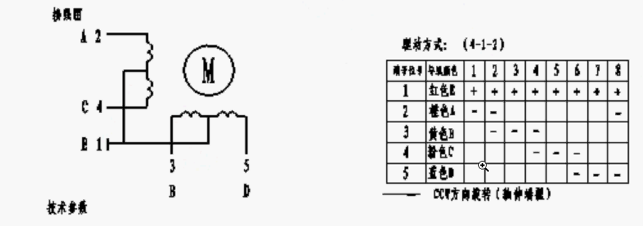 接线图
A 2
M
C 4
E 1
3 5
B D
技术参数
驱动方式: (4-1-2)
端子位号 导线颜色 1 2 3 4 5 6 7 8
1 红色E + + + + + + + +
2 橙色A - - -
3 黄色B - - -
4 粉色C - - -
5 蓝色D - - -
CCW方向旋转(轴伸端视)